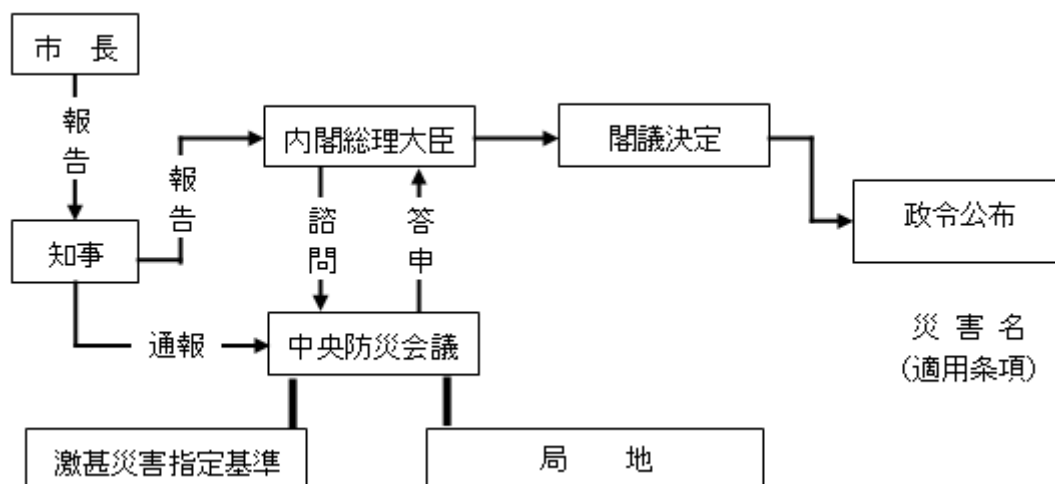 市 長
報告
報告
内閣総理大臣
閣議決定
政令公布
知事
諮問
答申
通報
中央防災会議
災 害 名
(適用条項)
激甚災害指定基準
局 地